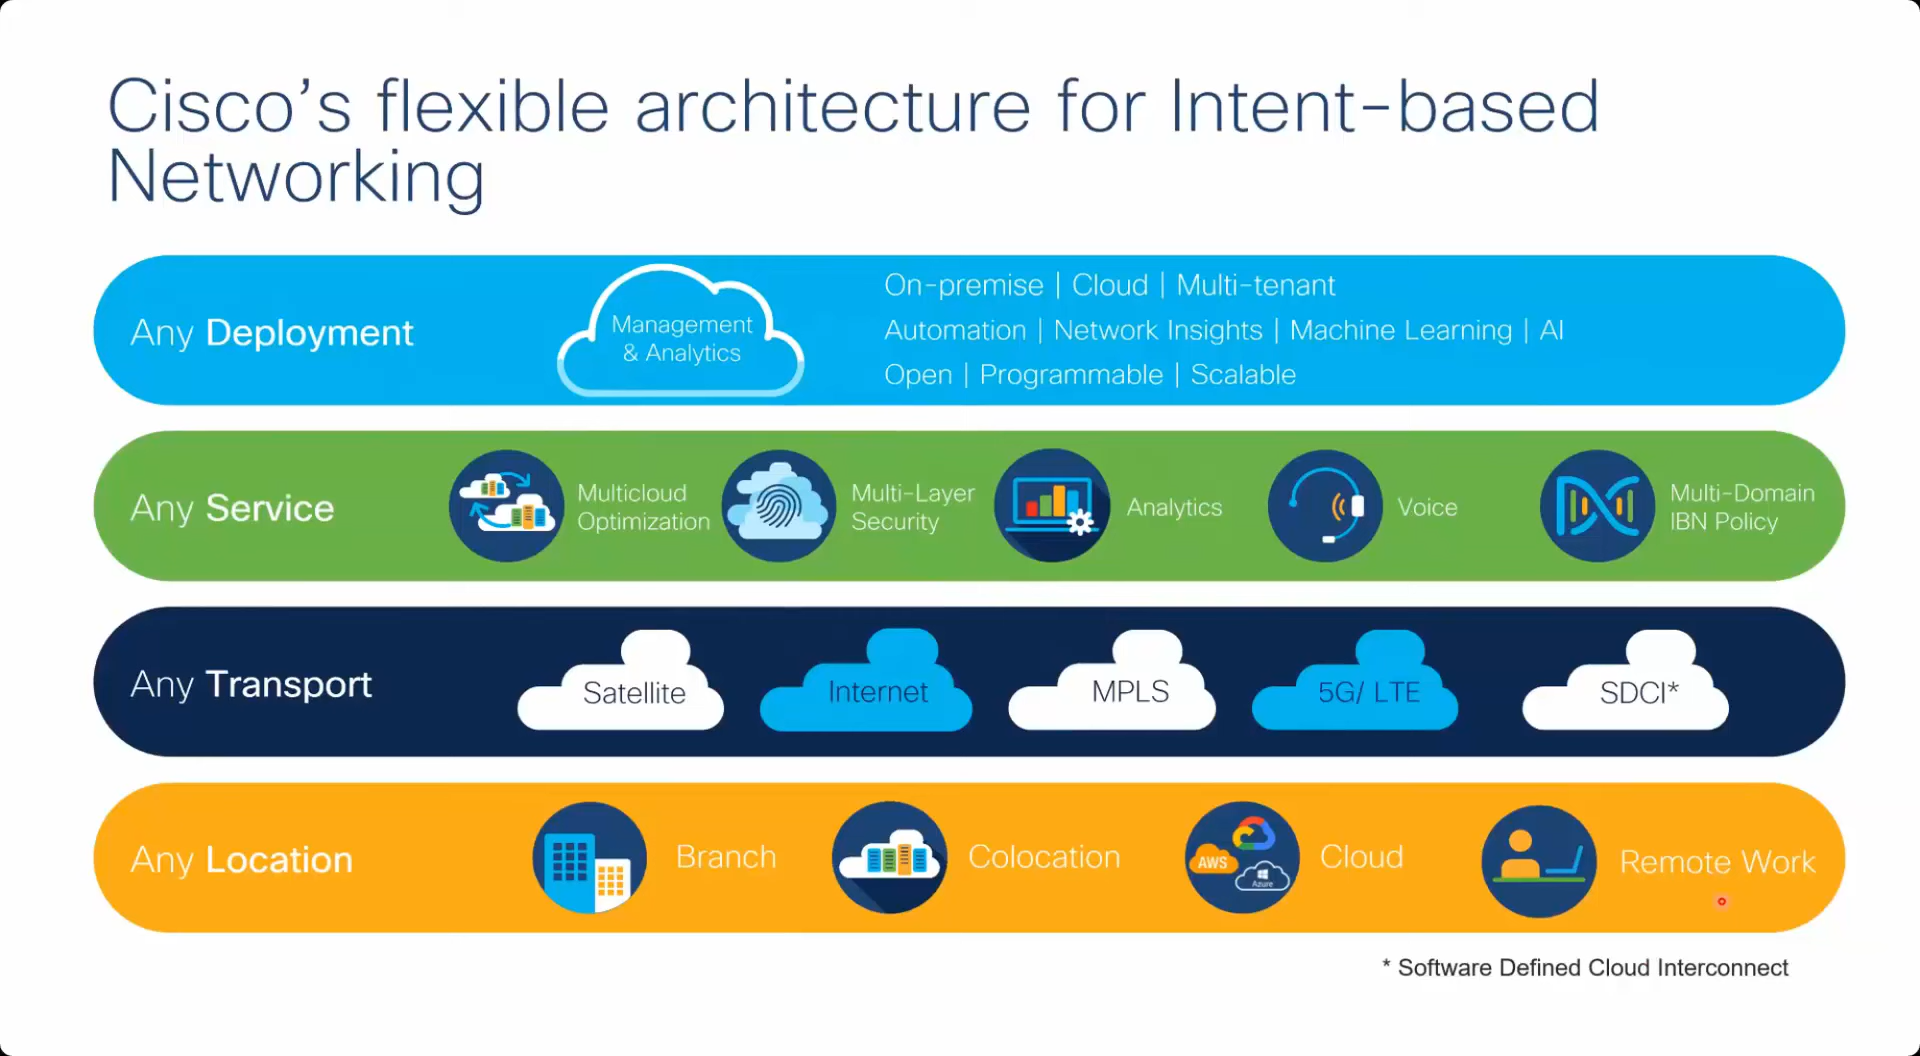 Cisco's flexible architecture for Intent-based
Networking
Any Deployment
Management
& Analytics
On-premise | Cloud | Multi-tenant
Automation | Network Insights | Machine Learning | AI
Open | Programmable | Scalable
Any Service
Multicloud
Optimization
Multi-Layer
Security
Analytics
Voice
Multi-Domain
IBN Policy
Any Transport
Satellite
Internet
MPLS
5G/ LTE
SDCI*
Any Location
Branch
Colocation
AWS
Azure
Cloud
Remote Work
* Software Defined Cloud Interconnect